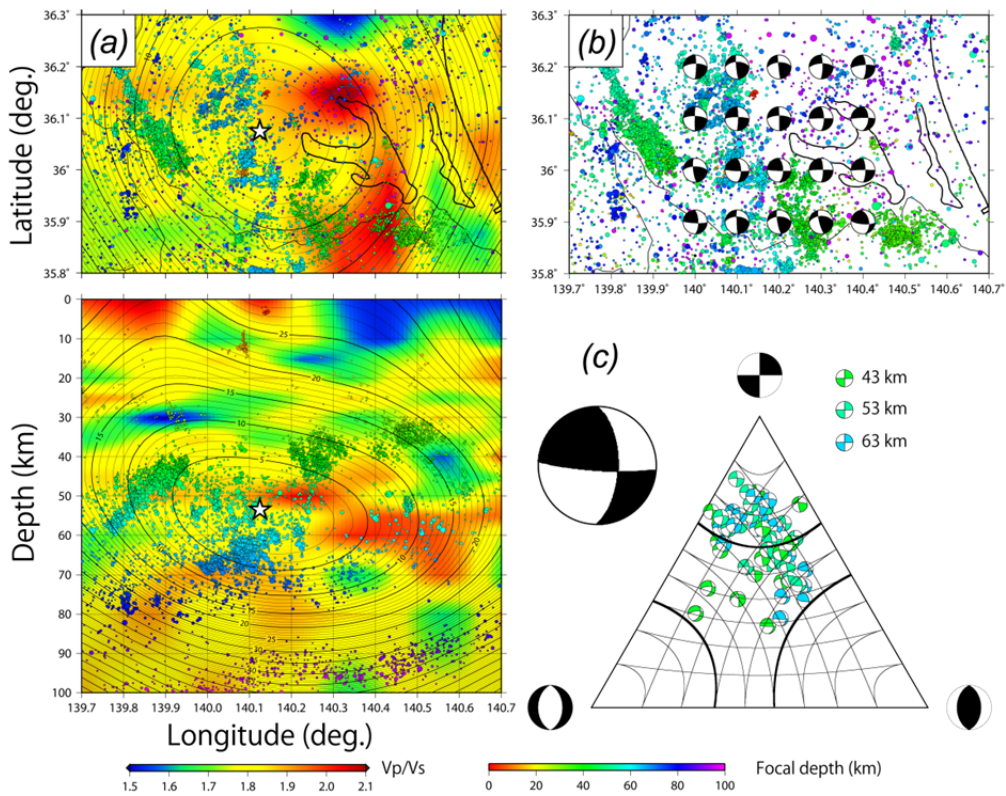 (a)
(b)
Latitude (deg.)
36.3˚
36.2˚
36.1˚
36˚
35.9˚
35.8˚
36.3˚
36.2˚
36.1˚
36˚
35.9˚
35.8˚
139.7˚ 139.8˚ 139.9˚ 140˚ 140.1˚ 140.2˚ 140.3˚ 140.4˚ 140.5˚ 140.6˚ 140.7˚
Depth (km)
0
10
20
30
40
50
60
70
80
90
100
25
20
15
10
5
139.7 139.8 139.9 140.0 140.1 140.2 140.3 140.4 140.5 140.6 140.7
Longitude (deg.)
(c)
43 km
53 km
63 km
Vp/Vs
1.5 1.6 1.7 1.8 1.9 2.0 2.1
Focal depth (km)
0 20 40 60 80 100